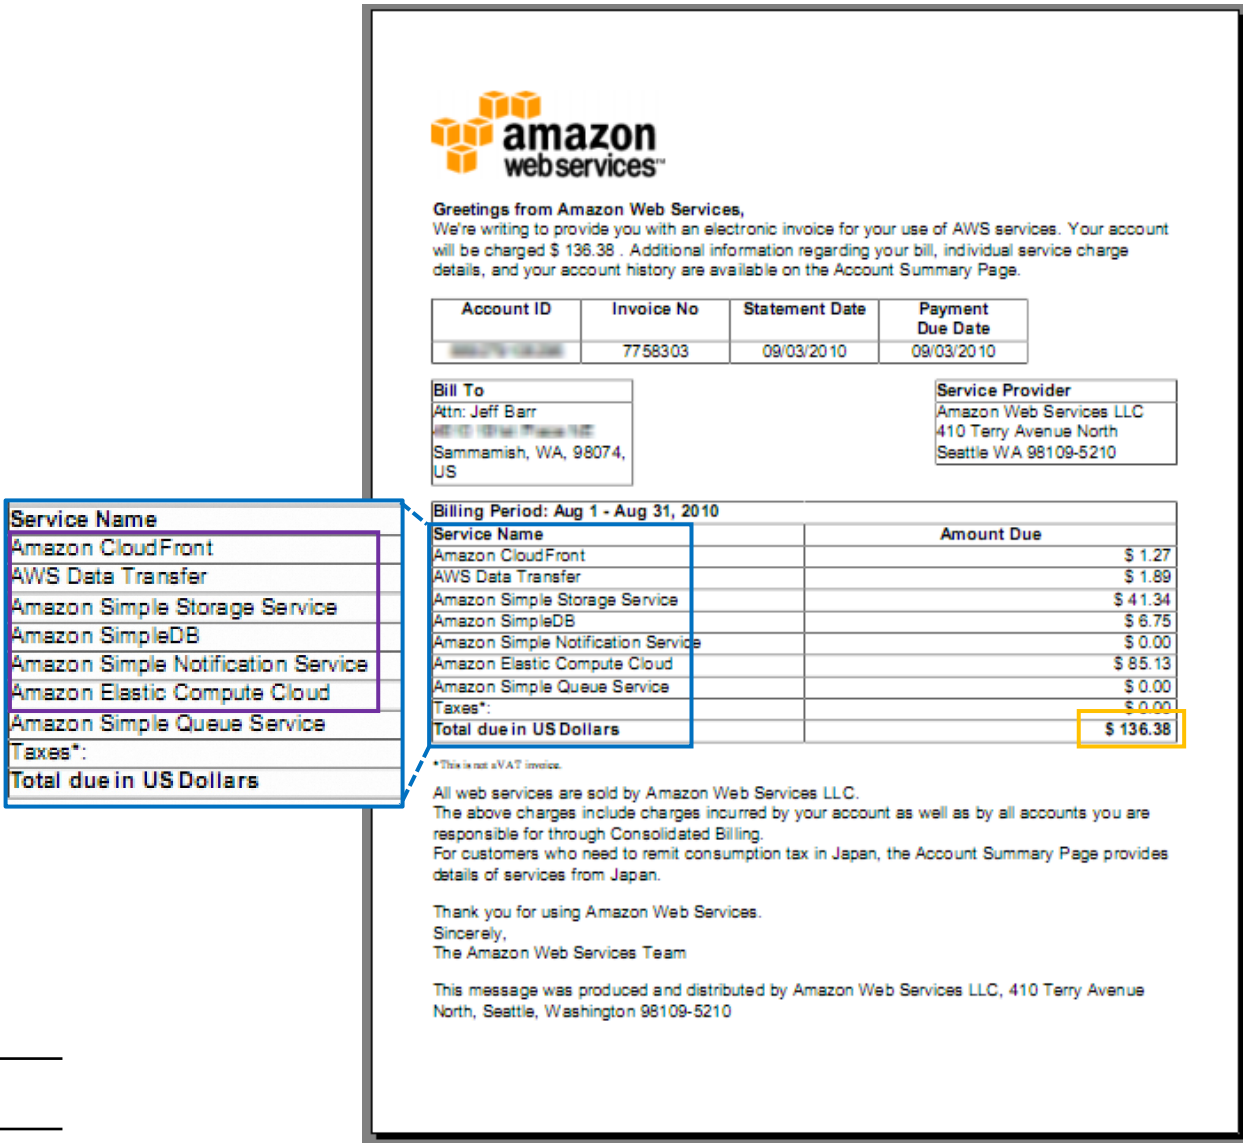 amazon
webservices™
Greetings from Amazon Web Services,
We're writing to provide you with an electronic invoice for your use of AWS services. Your account
will be charged $ 136.38 . Additional information regarding your bill, individual service charge
details, and your account history are available on the Account Summary Page.
Account ID Invoice No Statement Date Payment
Due Date
7758303 09/03/2010 09/03/2010
Bill To
Attn: Jeff Barr
Sammamish, WA, 98074,
US
Service Provider
Amazon Web Services LLC
410 Terry Avenue North
Seattle WA 98109-5210
Service Name
Amazon CloudFront
AWS Data Transfer
Amazon Simple Storage Service
Amazon SimpleDB
Amazon Simple Notification Service
Amazon Elastic Compute Cloud
Amazon Simple Queue Service
Taxes*:
Total due in US Dollars
Billing Period: Aug 1 - Aug 31, 2010
Service Name Amount Due
Amazon CloudFront $ 1.27
AWS Data Transfer $ 1.89
Amazon Simple Storage Service $ 41.34
Amazon SimpleDB $ 6.75
Amazon Simple Notification Service $ 0.00
Amazon Elastic Compute Cloud $ 85.13
Amazon Simple Queue Service $ 0.00
Taxes*: $ 0.00
Total due in US Dollars $ 136.38
*This is not a VAT invoice.
All web services are sold by Amazon Web Services LLC.
The above charges include charges incurred by your account as well as by all accounts you are
responsible for through Consolidated Billing.
For customers who need to remit consumption tax in Japan, the Account Summary Page provides
details of services from Japan.
Thank you for using Amazon Web Services.
Sincerely,
The Amazon Web Services Team
This message was produced and distributed by Amazon Web Services LLC, 410 Terry Avenue
North, Seattle, Washington 98109-5210